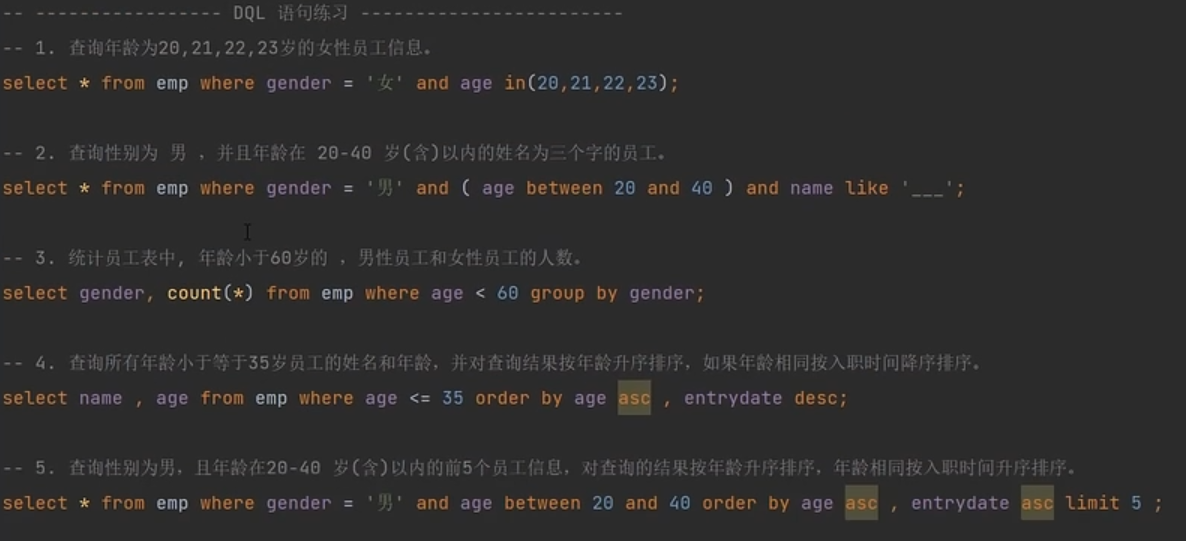 -- ----------------- DQL 语句练习 ------------------------
-- 1. 查询年龄为20,21,22,23岁的女性员工信息。
select * from emp where gender = '女' and age in(20,21,22,23);
-- 2. 查询性别为 男 ，并且年龄在 20-40 岁(含)以内的姓名为三个字的员工。
select * from emp where gender = '男' and ( age between 20 and 40 ) and name like '___';
-- 3. 统计员工表中, 年龄小于60岁的 ，男性员工和女性员工的人数。
select gender, count(*) from emp where age < 60 group by gender;
-- 4. 查询所有年龄小于等于35岁员工的姓名和年龄，并对查询结果按年龄升序排序，如果年龄相同按入职时间降序排序。
select name , age from emp where age <= 35 order by age asc , entrydate desc;
-- 5. 查询性别为男，且年龄在20-40 岁(含)以内的前5个员工信息，对查询的结果按年龄升序排序，年龄相同按入职时间升序排序。
select * from emp where gender = '男' and age between 20 and 40 order by age asc , entrydate asc limit 5 ;